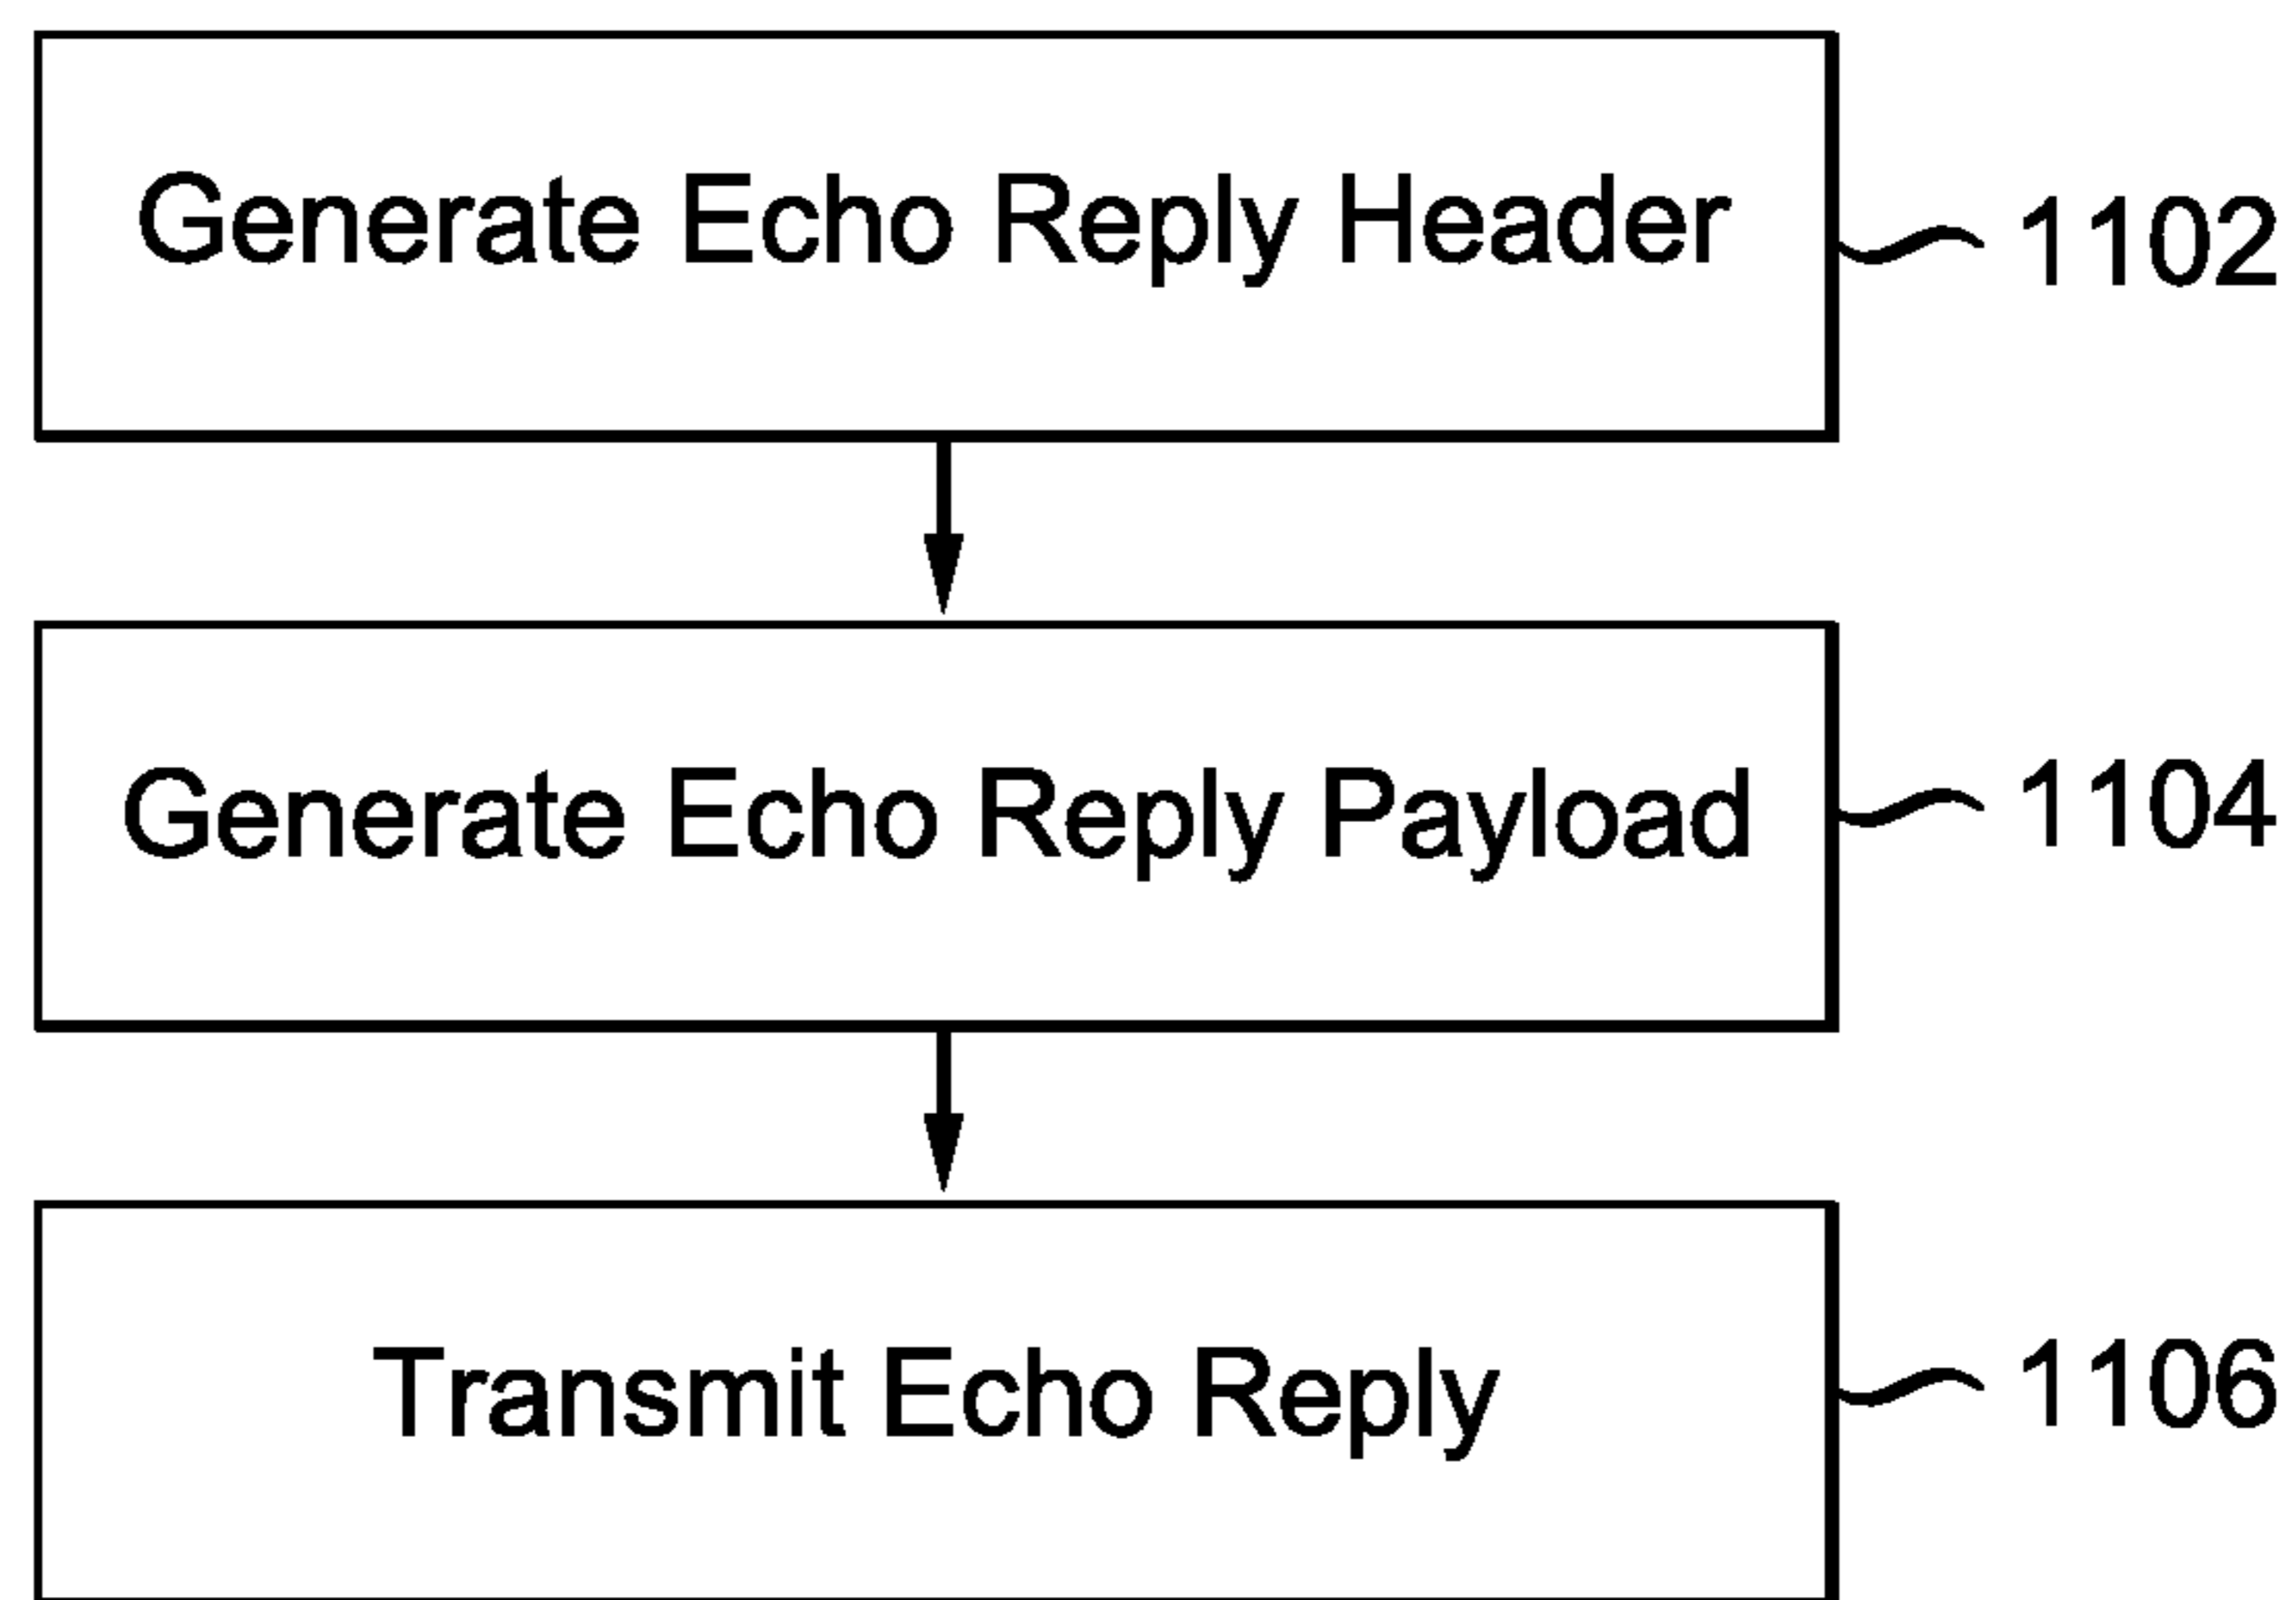 Generate Echo Reply Header
1102
Generate Echo Reply Payload
1104
Transmit Echo Reply
1106